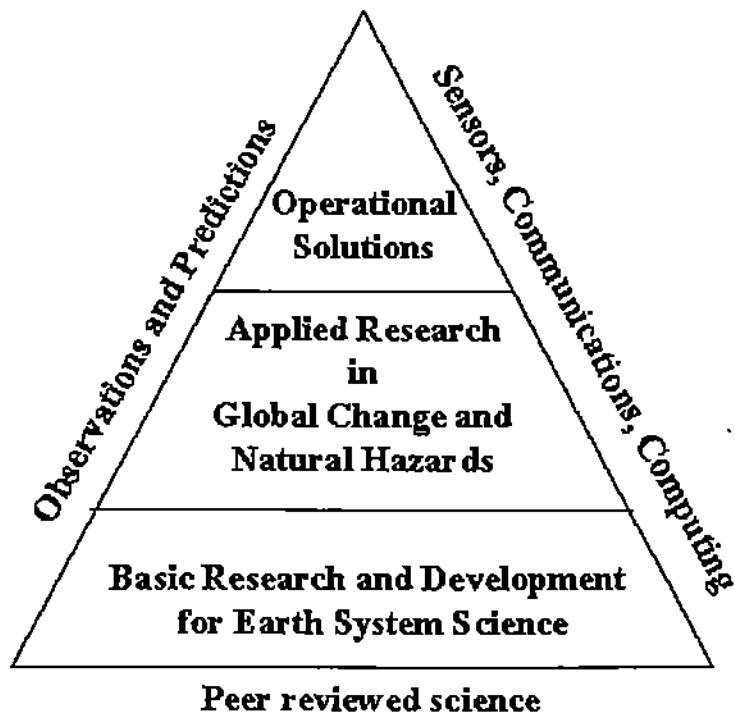 Observations and Predictions
Sensors, Communications, Computing
Operational
Solutions
Applied Research
in
Global Change and
Natural Hazards
Basic Research and Development
for Earth System Science
Peer reviewed science